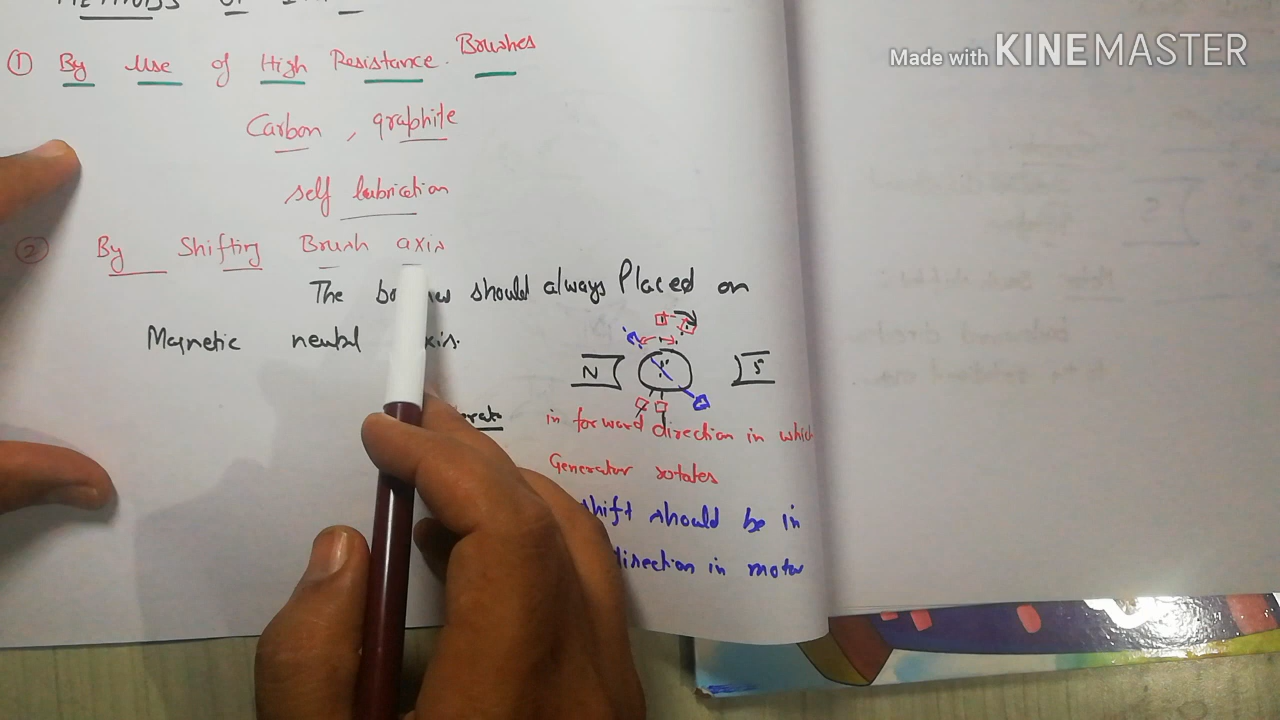 Made with KINEMASTER
① By Use of High Resistance Brushes
Carbon, graphite
self lubrication
② By Shifting Brush axis
The should always Placed on
Magnetic
N S
in forward direction in which
Generator rotates
shift should be in
direction in motor